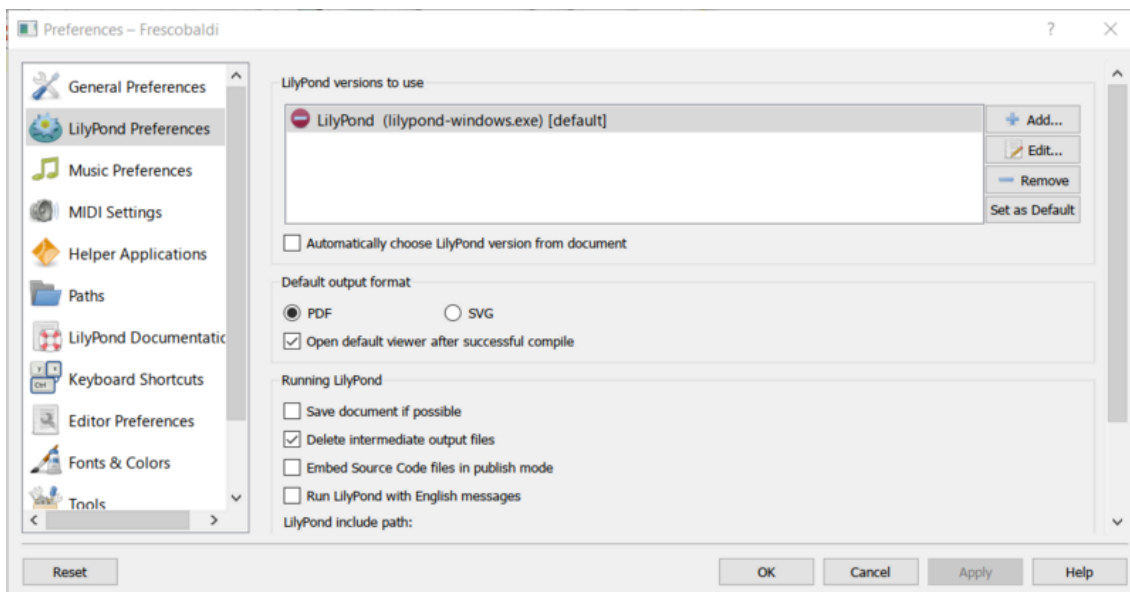 Preferences – Frescobaldi
?
General Preferences
LilyPond Preferences
Music Preferences
MIDI Settings
Helper Applications
Paths
LilyPond Documentatic
Keyboard Shortcuts
Editor Preferences
Fonts & Colors
Tools
LilyPond versions to use
LilyPond (lilypond-windows.exe) [default]
Add...
Edit...
Remove
Set as Default
Automatically choose LilyPond version from document
Default output format
PDF
SVG
Open default viewer after successful compile
Running LilyPond
Save document if possible
Delete intermediate output files
Embed Source Code files in publish mode
Run LilyPond with English messages
LilyPond include path:
Reset
OK
Cancel
Apply
Help